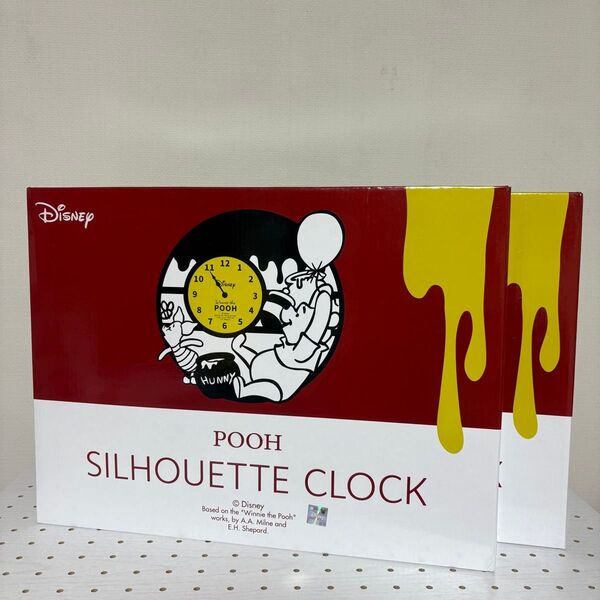 Disney
11 12 1
10 2
9 3
8 4
7 6 5
Disney
Winnie the
POOH
HUNNY
POOH
SILHOUETTE CLOCK
© Disney
Based on the "Winnie the Pooh"
works, by A.A. Milne and
E.H. Shepard.
K